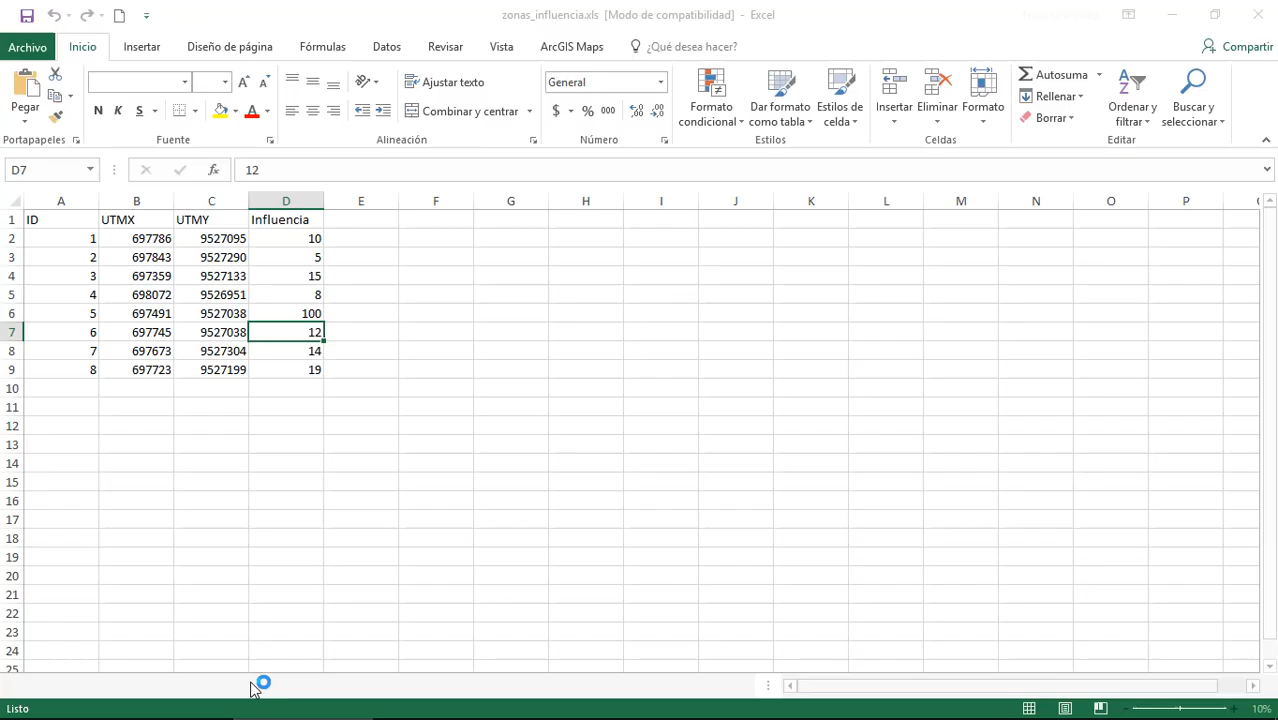 zonas_influencia.xls [Modo de compatibilidad] - Excel
Archivo Inicio Insertar Diseño de página Fórmulas Datos Revisar Vista ArcGIS Maps ¿Qué desea hacer? Compartir
Pegar
Portapapeles
N K S
Fuente
Ajustar texto
Combinar y centrar
Alineación
General
$ % 000
Número
Formato condicional
Dar formato como tabla
Estilos de celda
Estilos
Insertar Eliminar Formato
Celdas
Autosuma
Rellenar
Borrar
Ordenar y filtrar
Buscar y seleccionar
Editar
D7 fx 12
A B C D E F G H I J K L M N O P
1 ID UTMX UTMY Influencia
2 1 697786 9527095 10
3 2 697843 9527290 5
4 3 697359 9527133 15
5 4 698072 9526951 8
6 5 697491 9527038 100
7 6 697745 9527038 12
8 7 697673 9527304 14
9 8 697723 9527199 19
10
11
12
13
14
15
16
17
18
19
20
21
22
23
24
25
Listo 10%